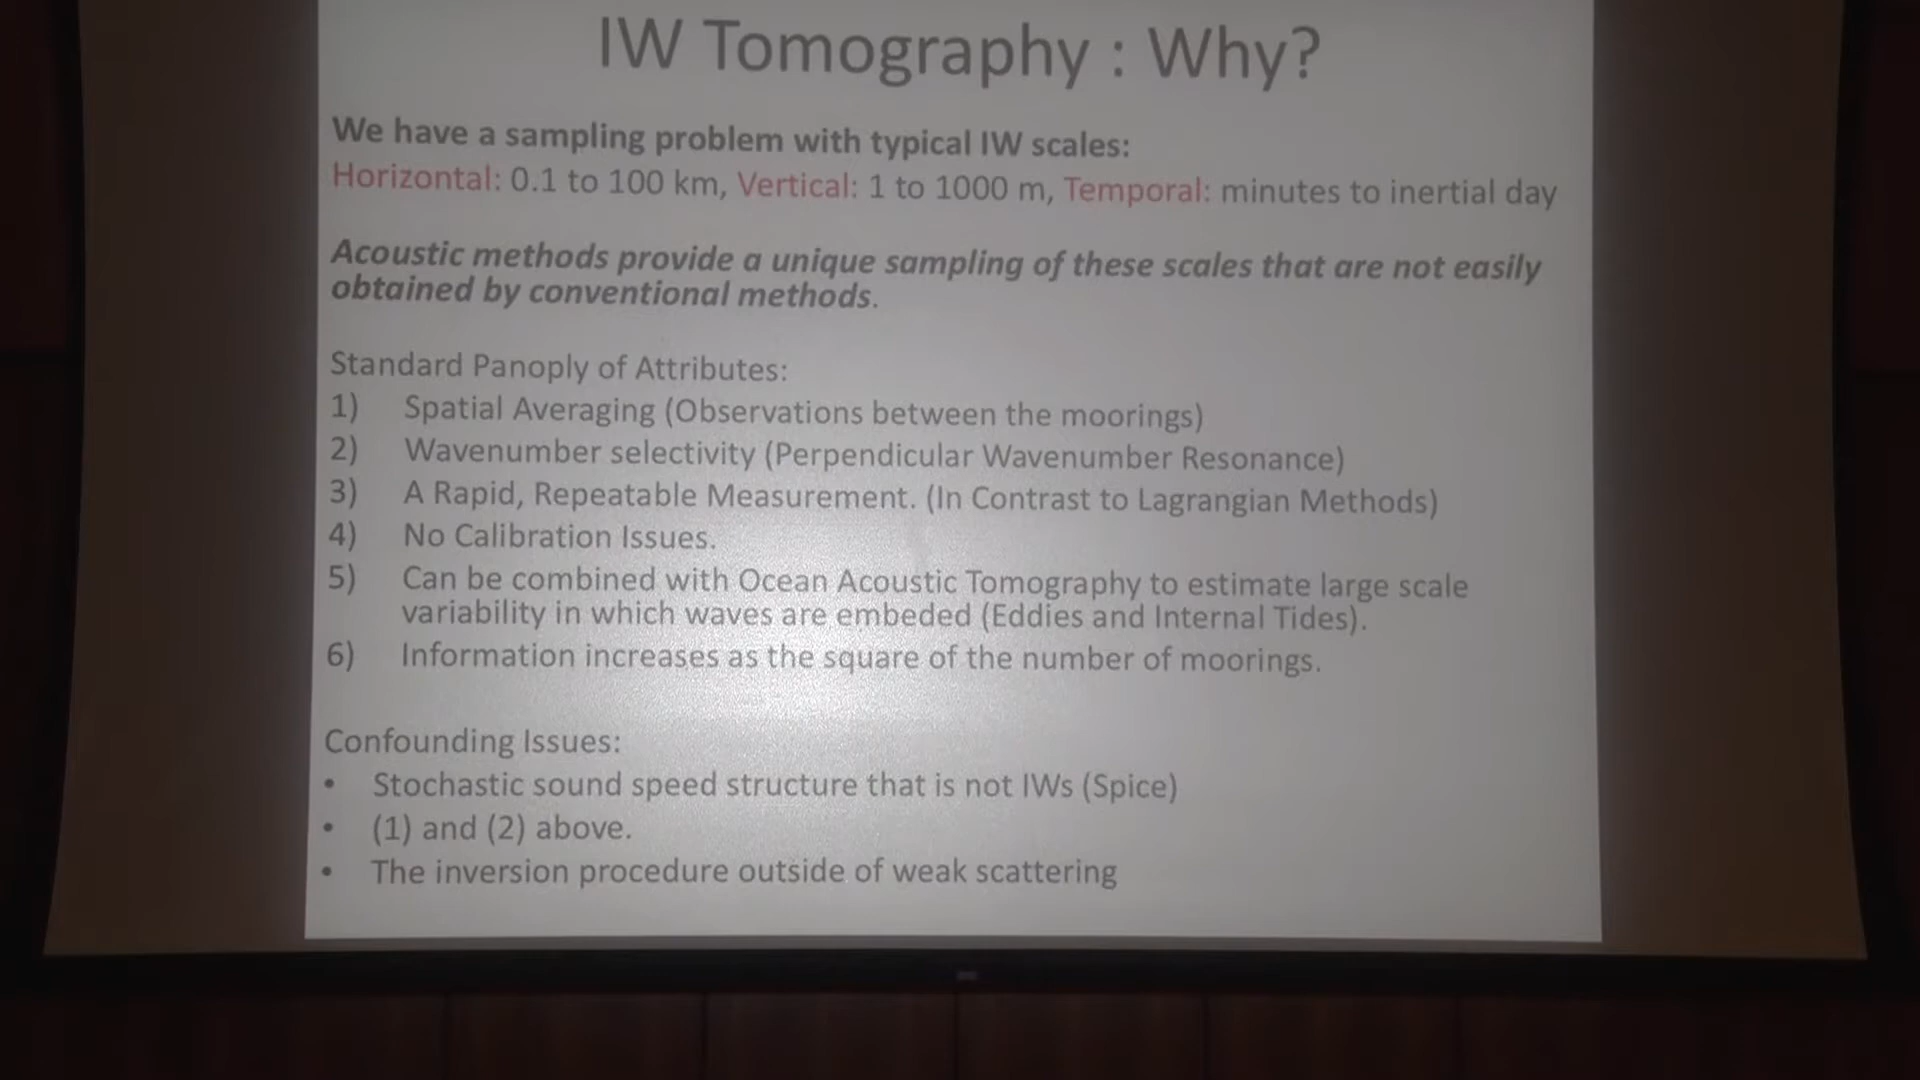 IW Tomography : Why?
We have a sampling problem with typical IW scales:
Horizontal: 0.1 to 100 km, Vertical: 1 to 1000 m, Temporal: minutes to inertial day
Acoustic methods provide a unique sampling of these scales that are not easily
obtained by conventional methods.
Standard Panoply of Attributes:
1) Spatial Averaging (Observations between the moorings)
2) Wavenumber selectivity (Perpendicular Wavenumber Resonance)
3) A Rapid, Repeatable Measurement. (In Contrast to Lagrangian Methods)
4) No Calibration Issues.
5) Can be combined with Ocean Acoustic Tomography to estimate large scale
variability in which waves are embeded (Eddies and Internal Tides).
6) Information increases as the square of the number of moorings.
Confounding Issues:
• Stochastic sound speed structure that is not IWs (Spice)
• (1) and (2) above.
• The inversion procedure outside of weak scattering